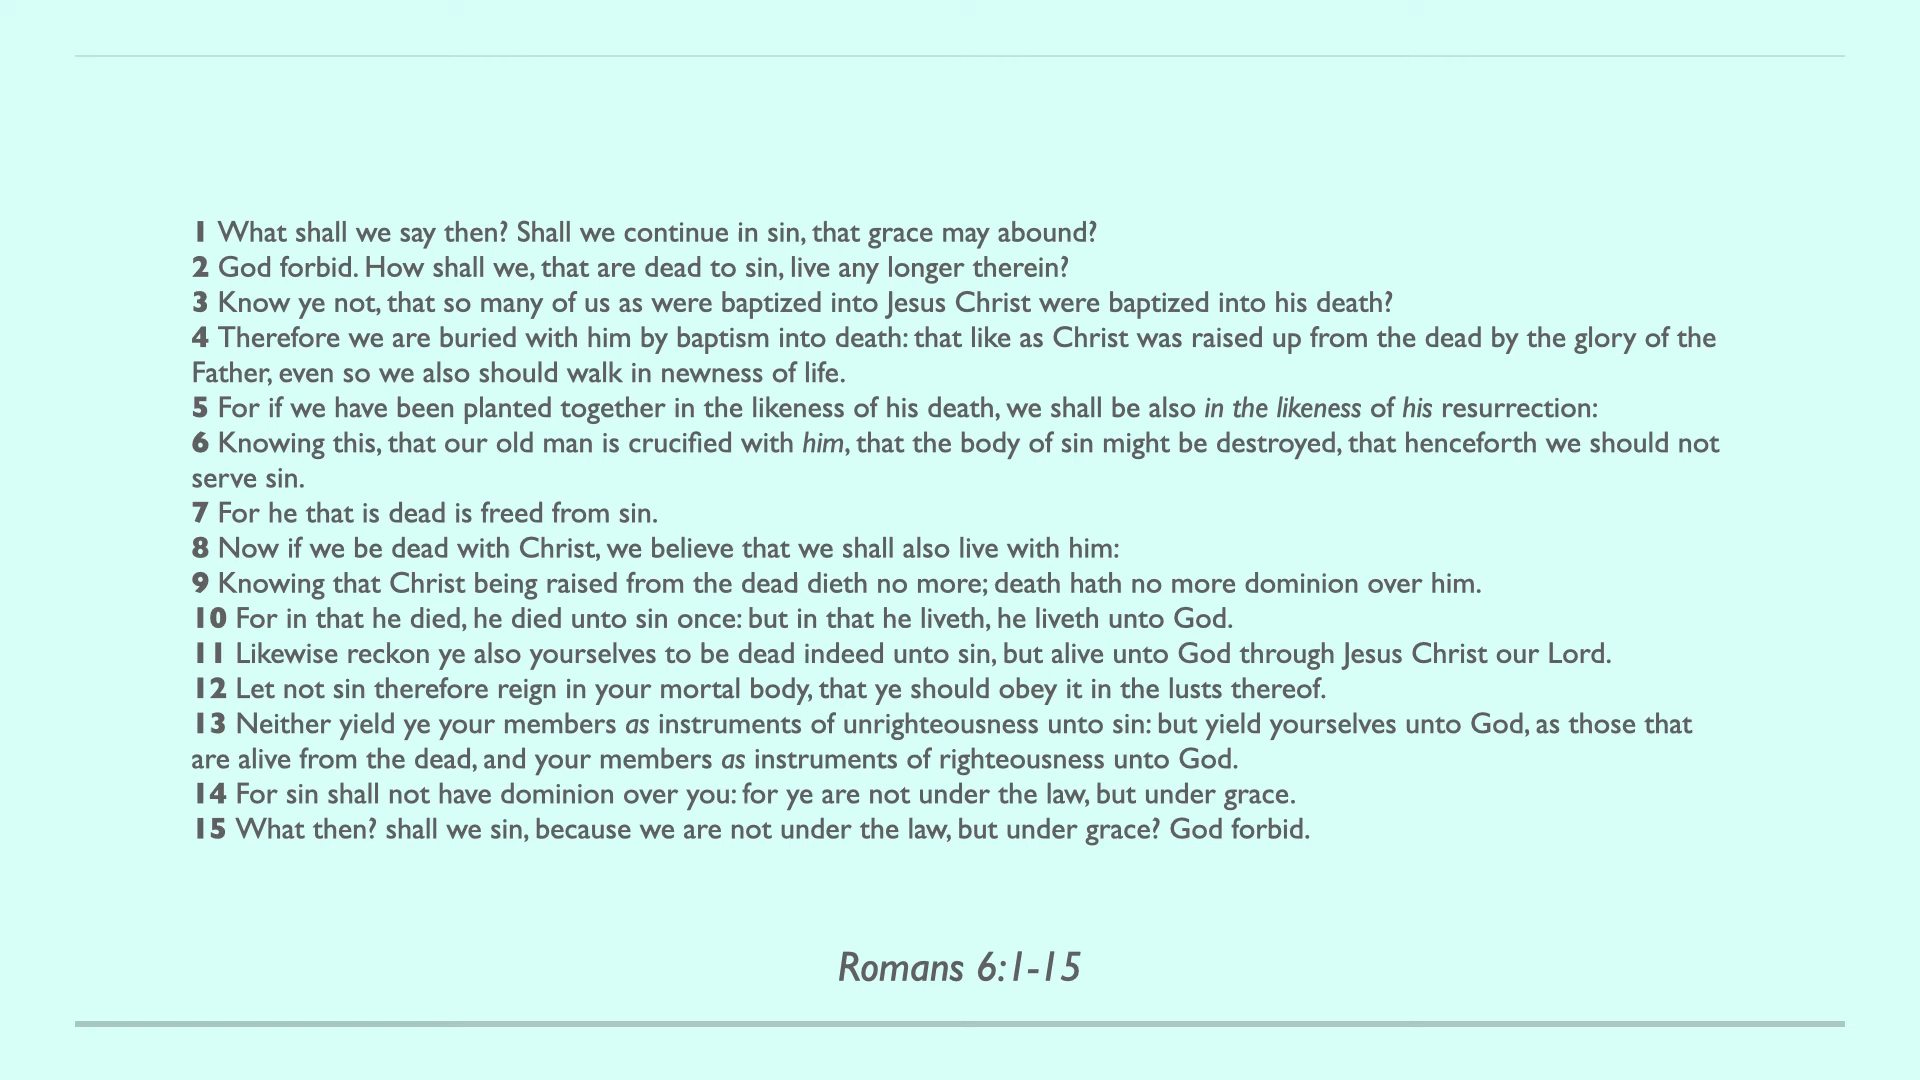 1 What shall we say then? Shall we continue in sin, that grace may abound?
2 God forbid. How shall we, that are dead to sin, live any longer therein?
3 Know ye not, that so many of us as were baptized into Jesus Christ were baptized into his death?
4 Therefore we are buried with him by baptism into death: that like as Christ was raised up from the dead by the glory of the
Father, even so we also should walk in newness of life.
5 For if we have been planted together in the likeness of his death, we shall be also in the likeness of his resurrection:
6 Knowing this, that our old man is crucified with him, that the body of sin might be destroyed, that henceforth we should not
serve sin.
7 For he that is dead is freed from sin.
8 Now if we be dead with Christ, we believe that we shall also live with him:
9 Knowing that Christ being raised from the dead dieth no more; death hath no more dominion over him.
10 For in that he died, he died unto sin once: but in that he liveth, he liveth unto God.
11 Likewise reckon ye also yourselves to be dead indeed unto sin, but alive unto God through Jesus Christ our Lord.
12 Let not sin therefore reign in your mortal body, that ye should obey it in the lusts thereof.
13 Neither yield ye your members as instruments of unrighteousness unto sin: but yield yourselves unto God, as those that
are alive from the dead, and your members as instruments of righteousness unto God.
14 For sin shall not have dominion over you: for ye are not under the law, but under grace.
15 What then? shall we sin, because we are not under the law, but under grace? God forbid.
Romans 6:1-15